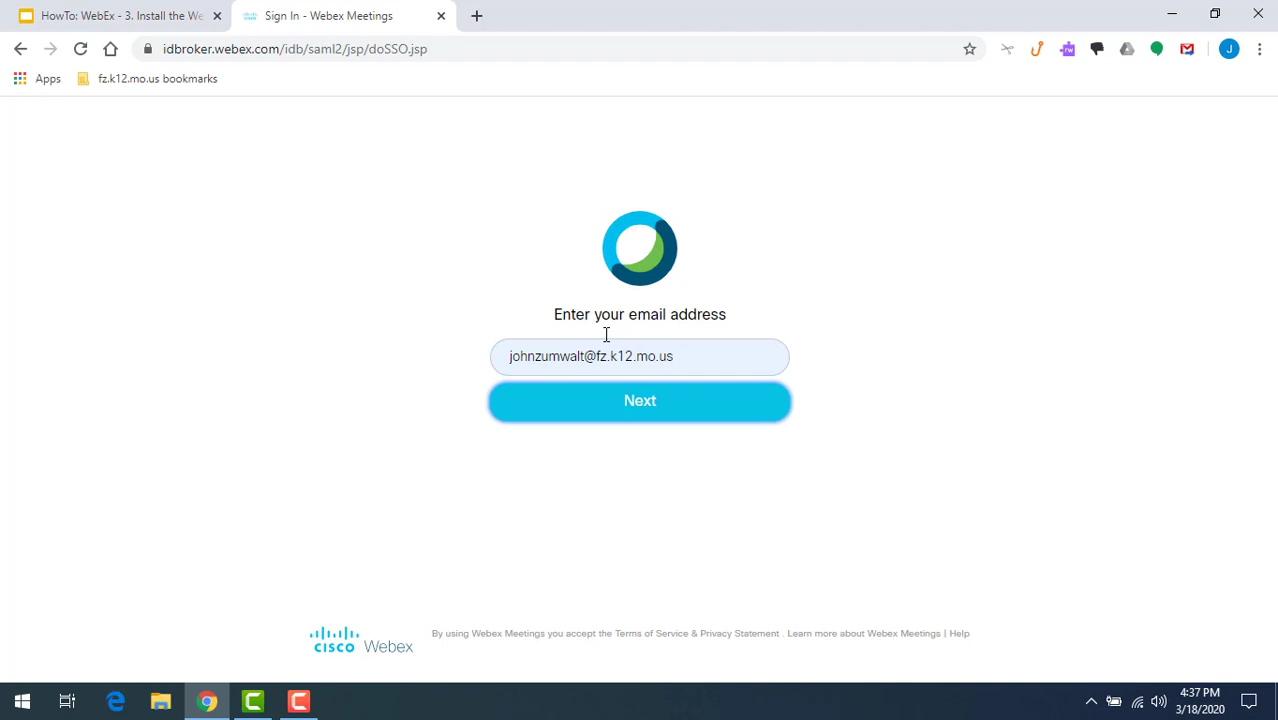 HowTo: WebEx - 3. Install the We
Sign In - Webex Meetings
idbroker.webex.com/idb/saml2/jsp/doSSO.jsp
J
Apps
fz.k12.mo.us bookmarks
Enter your email address
johnzumwalt@fz.k12.mo.us
Next
CISCO Webex
By using Webex Meetings you accept the Terms of Service & Privacy Statement . Learn more about Webex Meetings | Help
4:37 PM
3/18/2020